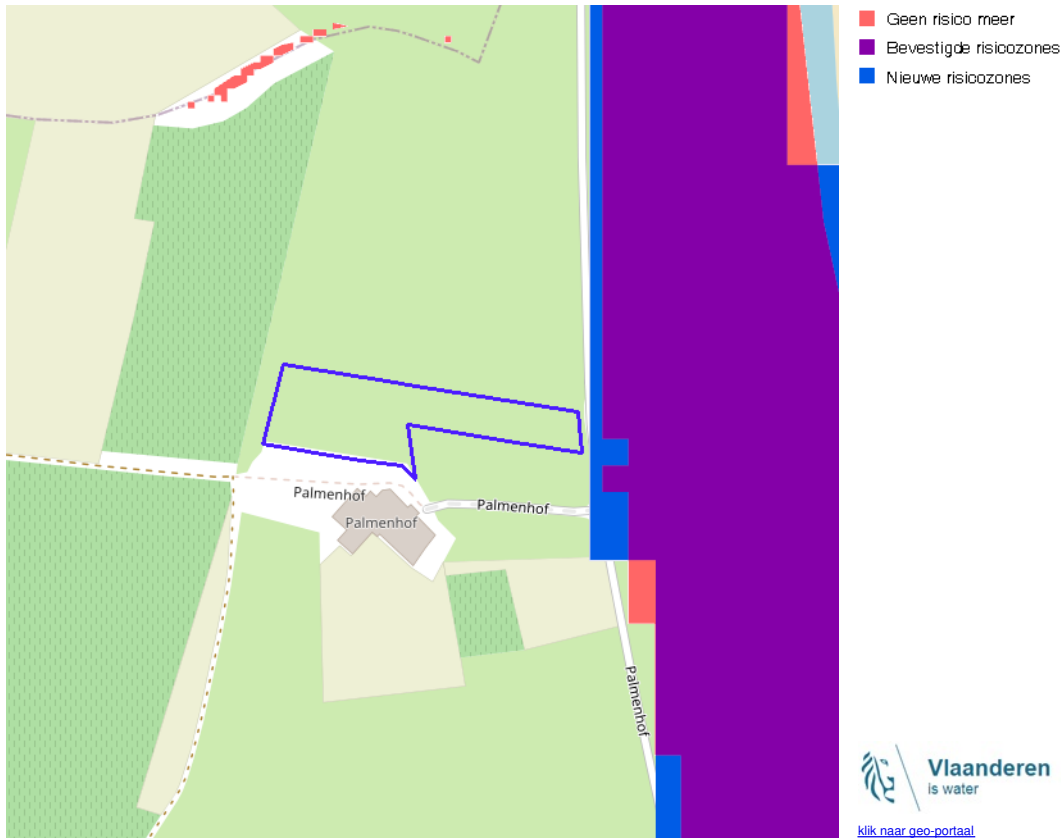 Geen risico meer
Bevestigde risicozones
Nieuwe risicozones
Palmenhof
Palmenhof
Palmenhof
Palmenhof
Vlaanderen
is water
klik naar geo-portaal